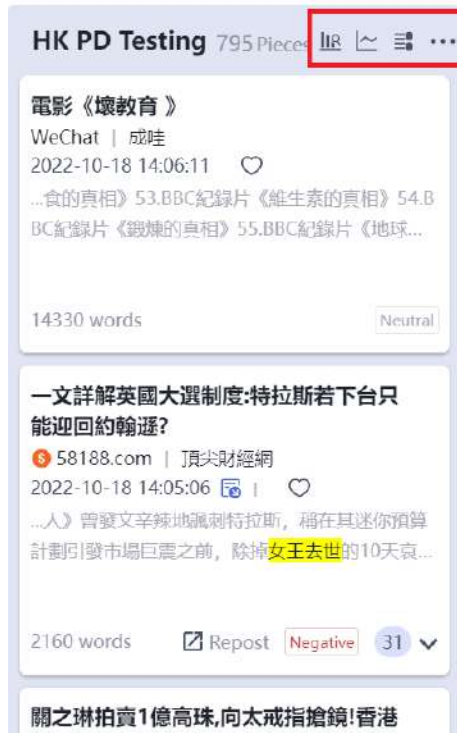 HK PD Testing 795 Pieces
電影《壞教育 》
WeChat | 成哇
2022-10-18 14:06:11
...食的真相》53.BBC紀録片《維生素的真相》54.B
BC紀録片《鍛煉的真相》55.BBC紀録片《地球...
14330 words Neutral
一文詳解英國大選制度:特拉斯若下台只
能迎回約翰遜?
58188.com | 頂尖財經網
2022-10-18 14:05:06 |
...人》曾發文辛辣地諷刺特拉斯，稱在其迷你預算
計劃引發市場巨震之前，除掉女王去世的10天哀...
2160 words Repost Negative 31
關之琳拍賣1億高珠,向太戒指搶鏡!香港